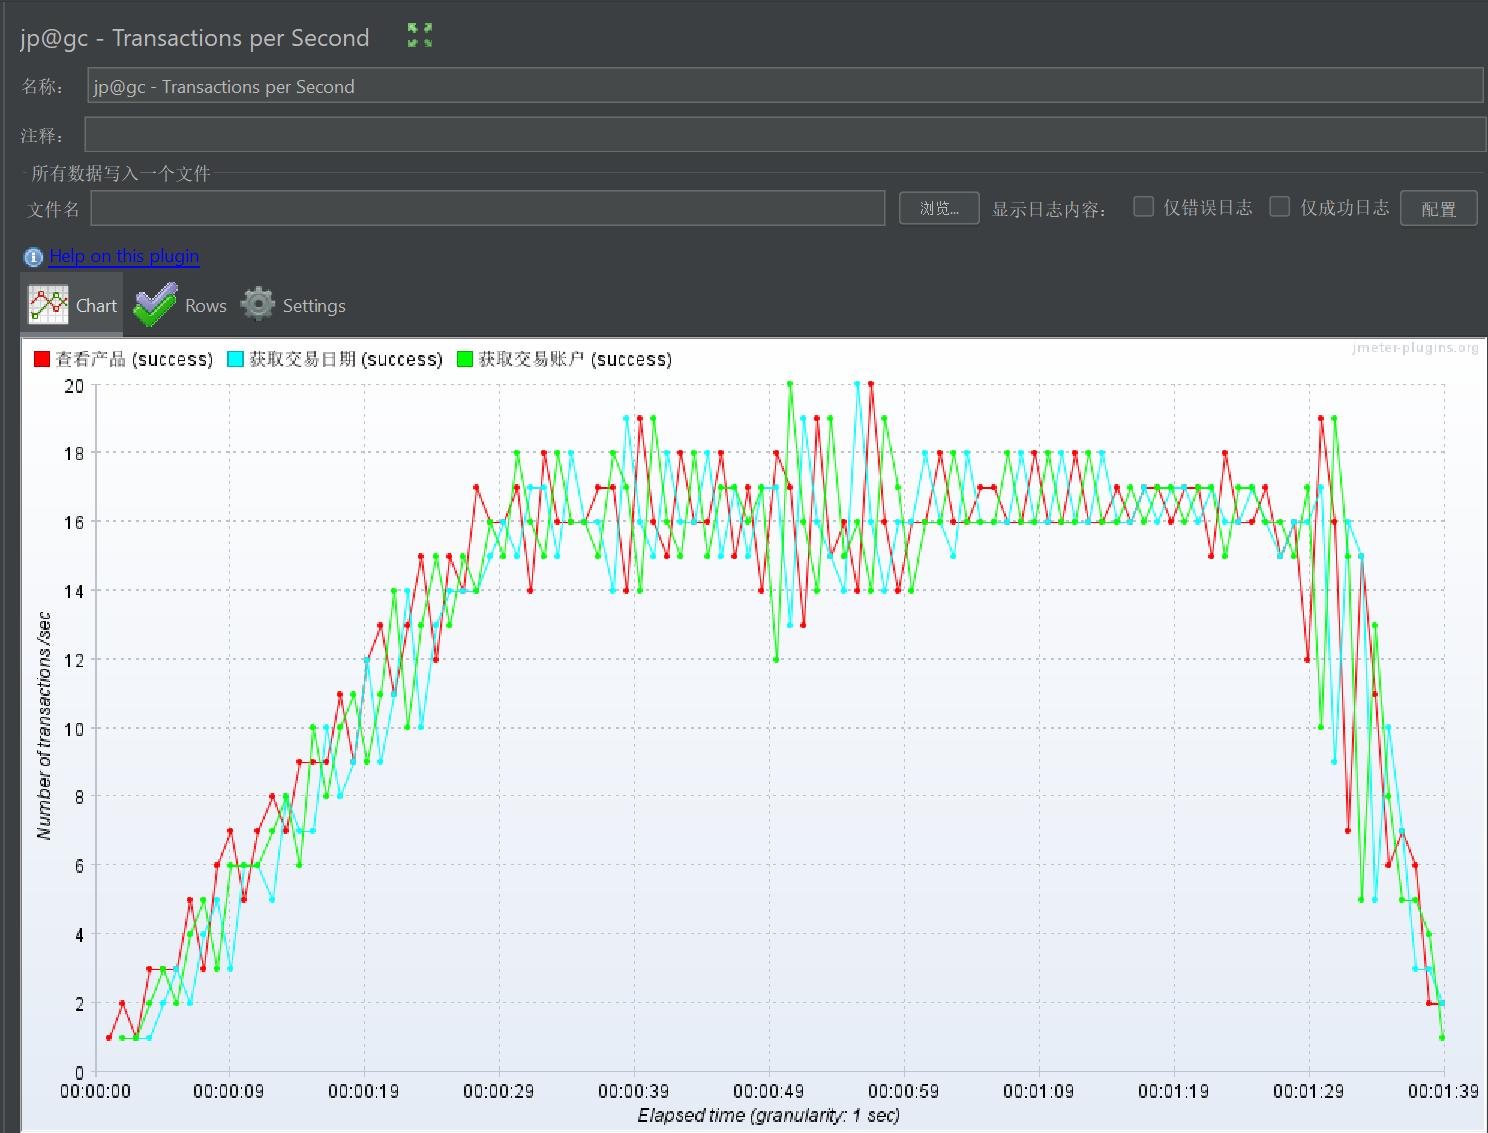 jp@gc - Transactions per Second
名称： jp@gc - Transactions per Second
注释：
所有数据写入一个文件
文件名 浏览... 显示日志内容： 仅错误日志 仅成功日志 配置
Help on this plugin
Chart Rows Settings
jmeter-plugins.org
查看产品 (success) 获取交易日期 (success) 获取交易账户 (success)
20
18
16
14
12
10
8
6
4
2
0
Number of transactions /sec
00:00:00 00:00:09 00:00:19 00:00:29 00:00:39 00:00:49 00:00:59 00:01:09 00:01:19 00:01:29 00:01:39
Elapsed time (granularity: 1 sec)